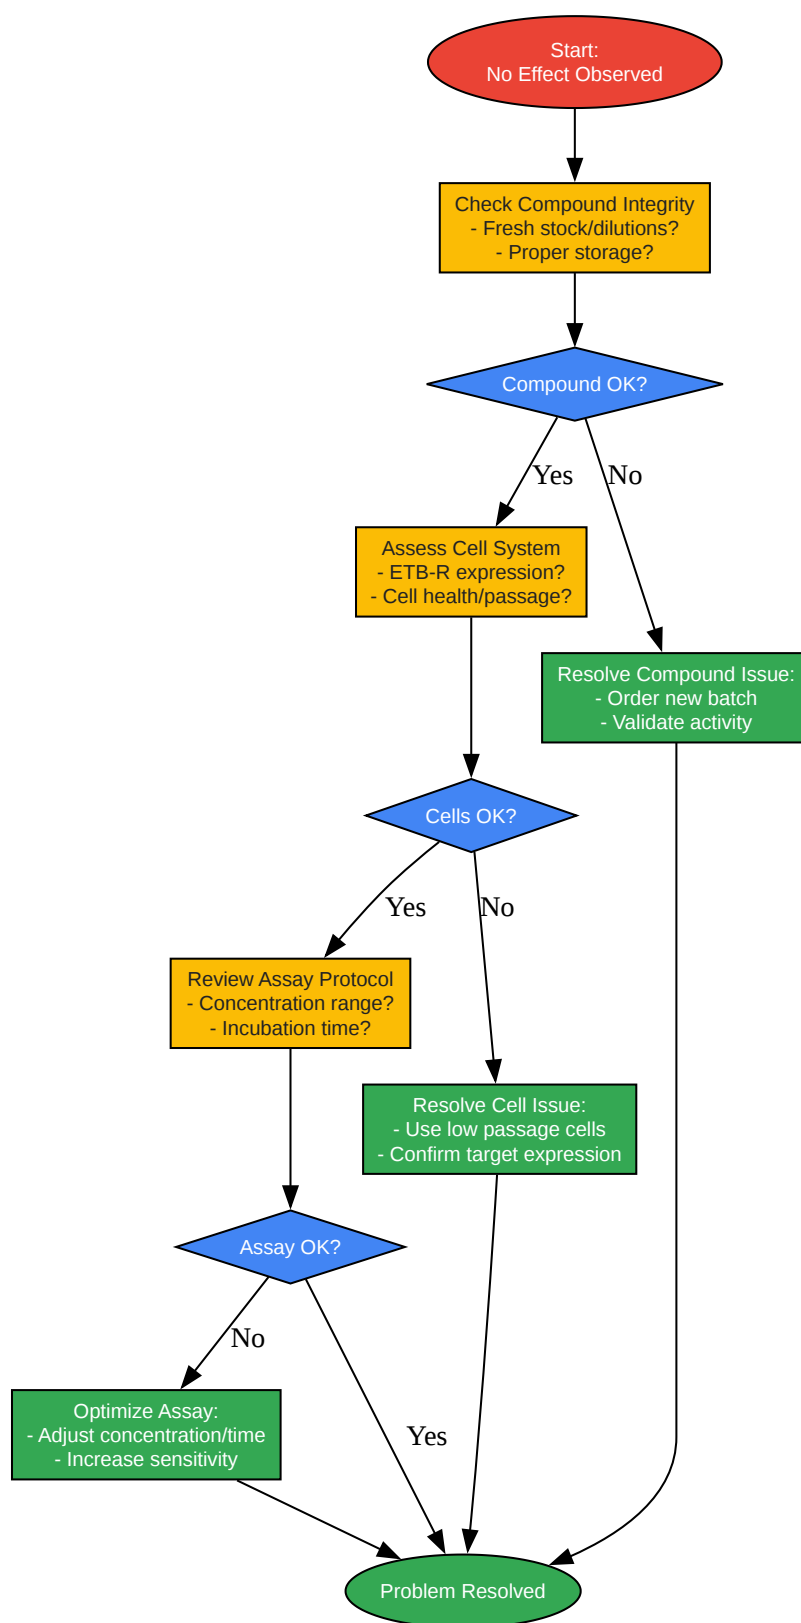 Start:
No Effect Observed
Check Compound Integrity
- Fresh stock/dilutions?
- Proper storage?
Compound OK?
Yes
No
Assess Cell System
- ETB-R expression?
- Cell health/passage?
Resolve Compound Issue:
- Order new batch
- Validate activity
Cells OK?
Yes
No
Review Assay Protocol
- Concentration range?
- Incubation time?
Resolve Cell Issue:
- Use low passage cells
- Confirm target expression
Assay OK?
No
Yes
Optimize Assay:
- Adjust concentration/time
- Increase sensitivity
Problem Resolved